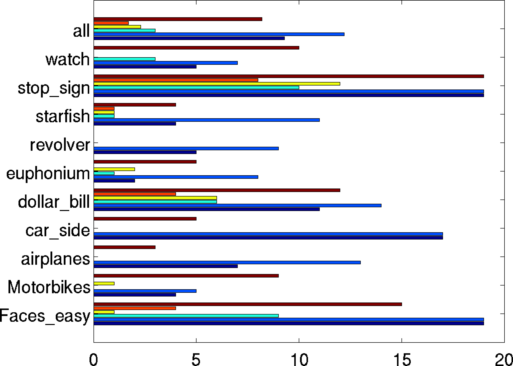 all
watch
stop_sign
starfish
revolver
euphonium
dollar_bill
car_side
airplanes
Motorbikes
Faces_easy
0 5 10 15 20